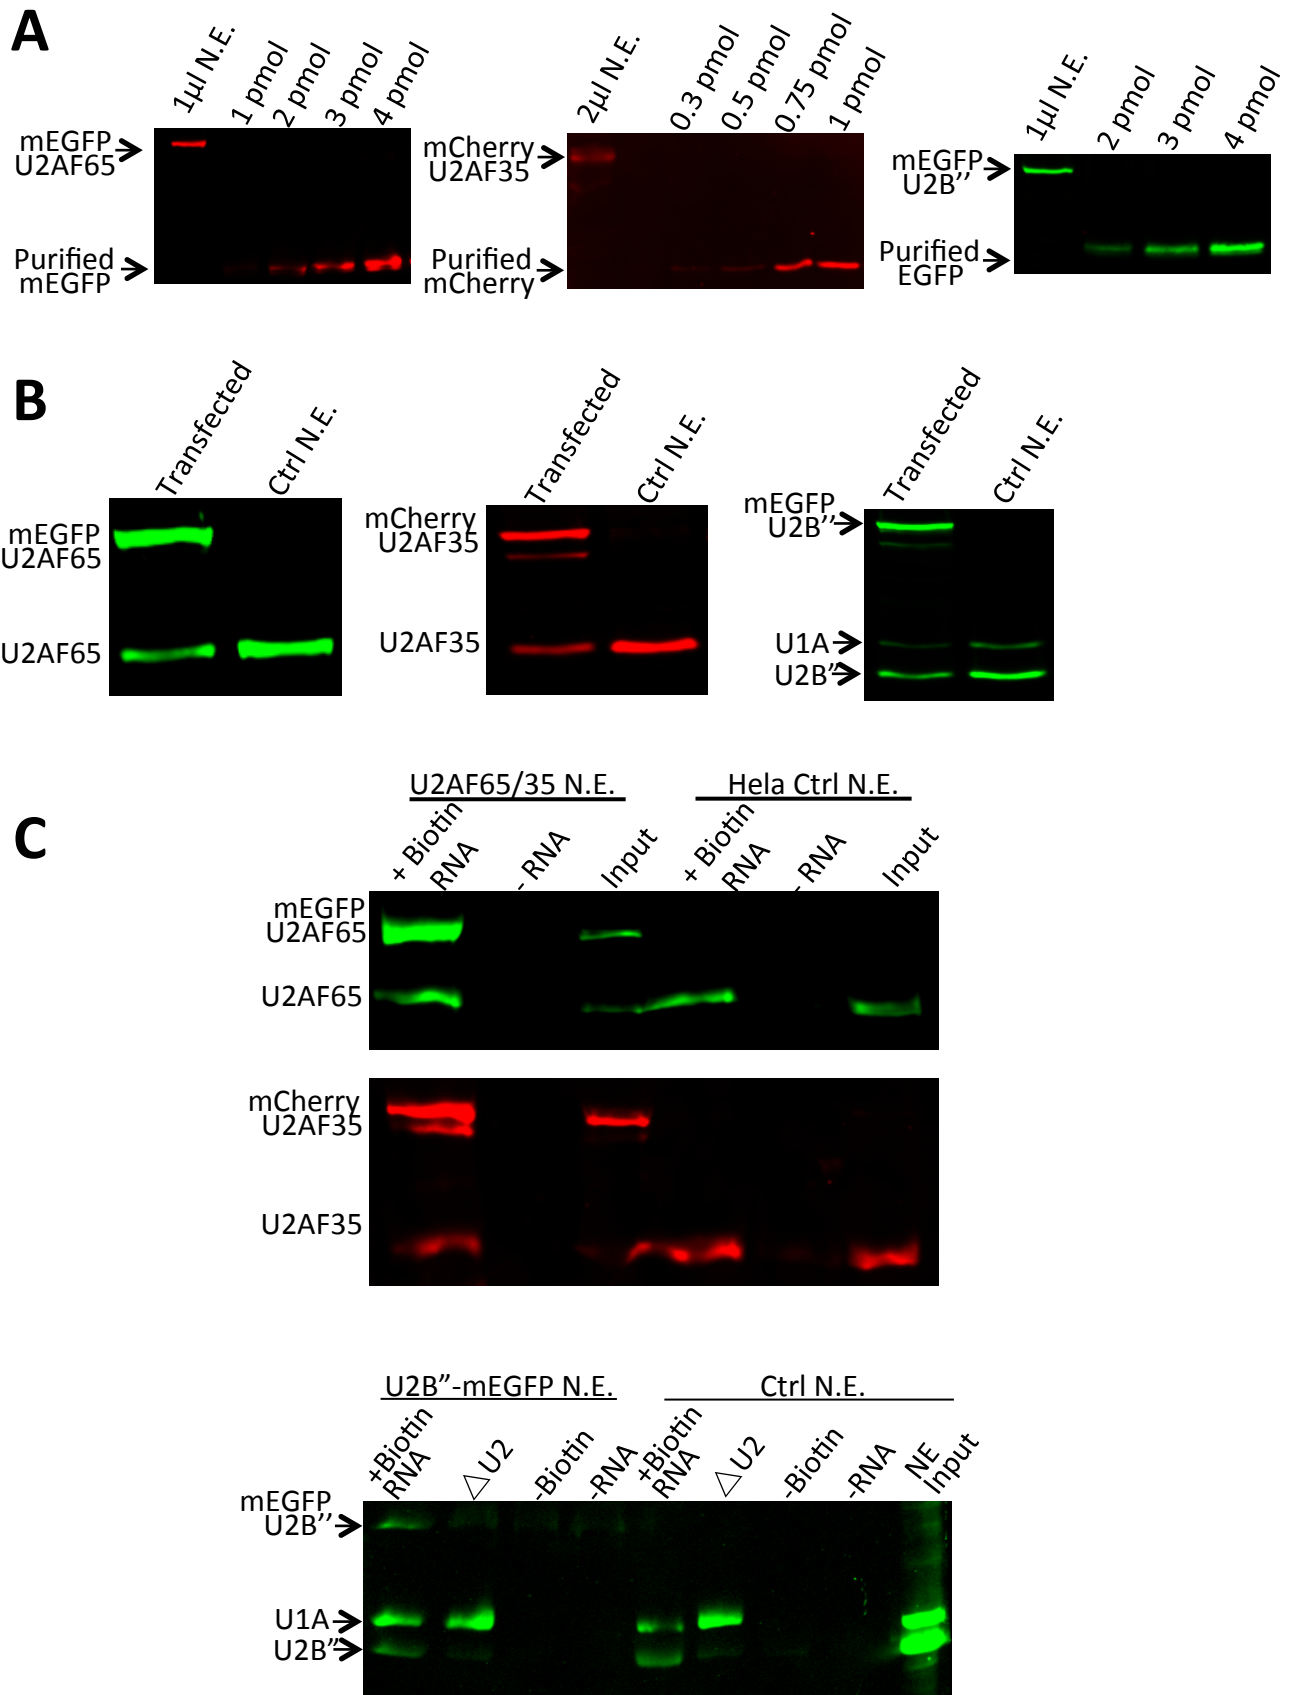 A
1µl N.E.
1 pmol
2 pmol
3 pmol
4 pmol
mEGFP
U2AF65
Purified
mEGFP
2µl N.E.
0.3 pmol
0.5 pmol
0.75 pmol
1 pmol
mCherry
U2AF35
Purified
mCherry
1µl N.E.
2 pmol
3 pmol
4 pmol
mEGFP
U2B’’
Purified
EGFP
B
Transfected
Ctrl N.E.
mEGFP
U2AF65
U2AF65
Transfected
Ctrl N.E.
mCherry
U2AF35
U2AF35
Transfected
Ctrl N.E.
mEGFP
U2B’’
U1A
U2B”
C
U2AF65/35 N.E.
Hela Ctrl N.E.
+ Biotin
RNA
- RNA
Input
+ Biotin
RNA
- RNA
Input
mEGFP
U2AF65
U2AF65
mCherry
U2AF35
U2AF35
U2B”-mEGFP N.E.
Ctrl N.E.
+Biotin
RNA
△U2
-Biotin
-RNA
+Biotin
RNA
△U2
-Biotin
-RNA
NE
Input
mEGFP
U2B’’
U1A
U2B”